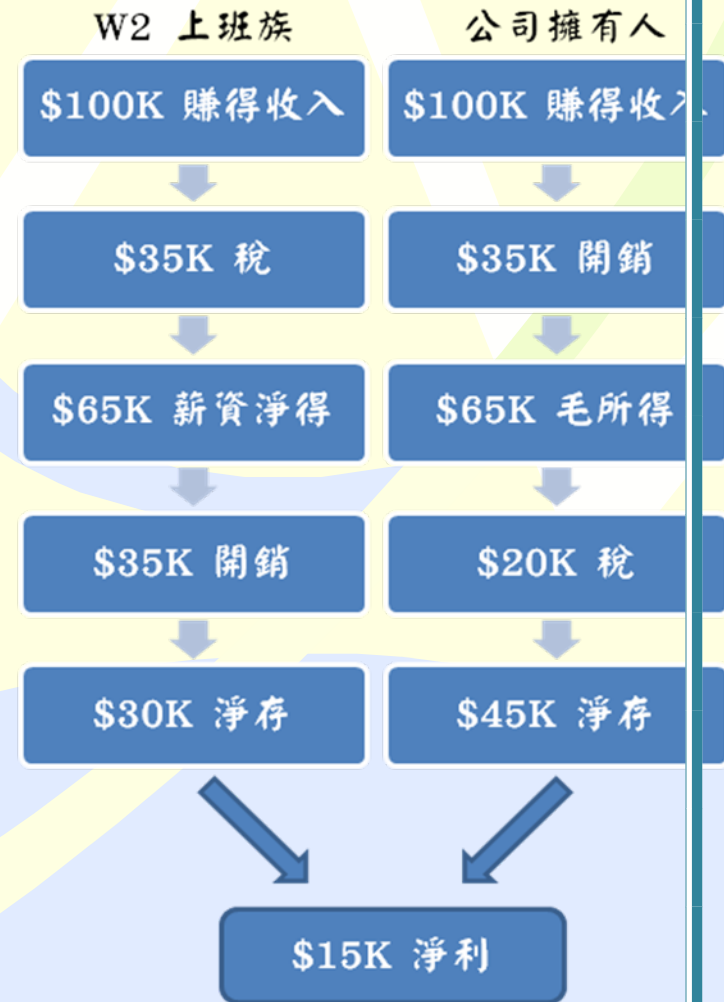 W2 上班族
$100K 賺得收入
$35K 稅
$65K 薪資淨得
$35K 開銷
$30K 淨存
公司擁有人
$100K 賺得收入
$35K 開銷
$65K 毛所得
$20K 稅
$45K 淨存
$15K 淨利